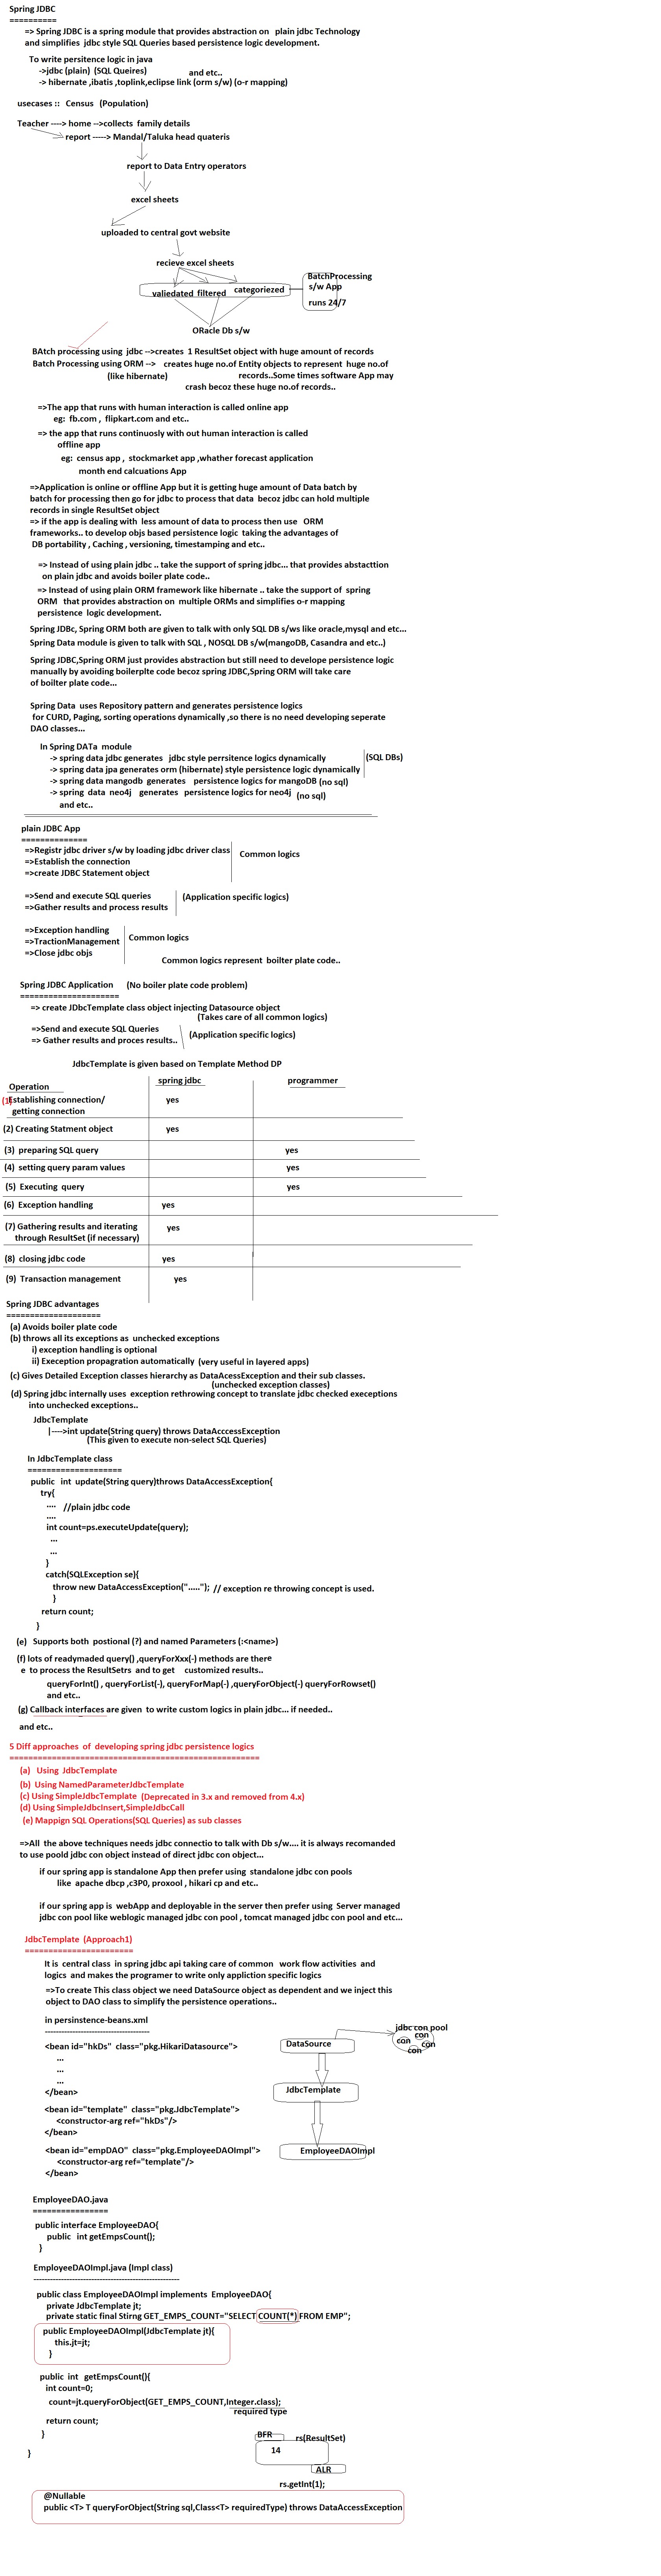 Spring JDBC
==========
=> Spring JDBC is a spring module that provides abstraction on plain jdbc Technology
and simplifies jdbc style SQL Queries based persistence logic development.
To write persitence logic in java
->jdbc (plain) (SQL Queires) and etc..
-> hibernate ,ibatis ,toplink,eclipse link (orm s/w) (o-r mapping)
usecases :: Census (Population)
Teacher ----> home -->collects family details
report -----> Mandal/Taluka head quateris
report to Data Entry operators
excel sheets
uploaded to central govt website
recieve excel sheets
valiedated filtered categoriezed
BatchProcessing
s/w App
runs 24/7
ORacle Db s/w
BAtch processing using jdbc -->creates 1 ResultSet object with huge amount of records
Batch Processing using ORM --> creates huge no.of Entity objects to represent huge no.of
(like hibernate) records..Some times software App may
crash becoz these huge no.of records..
=>The app that runs with human interaction is called online app
eg: fb.com , flipkart.com and etc..
=> the app that runs continuosly with out human interaction is called
offline app
eg: census app , stockmarket app ,whather forecast application
month end calcuations App
=>Application is online or offline App but it is getting huge amount of Data batch by
batch for processing then go for jdbc to process that data becoz jdbc can hold multiple
records in single ResultSet object
=> if the app is dealing with less amount of data to process then use ORM
frameworks.. to develop objs based persistence logic taking the advantages of
DB portability , Caching , versioning, timestamping and etc..
=> Instead of using plain jdbc .. take the support of spring jdbc... that provides abstacttion
on plain jdbc and avoids boiler plate code..
=> Instead of using plain ORM framework like hibernate .. take the support of spring
ORM that provides abstraction on multiple ORMs and simplifies o-r mapping
persistence logic development.
Spring JDBc, Spring ORM both are given to talk with only SQL DB s/ws like oracle,mysql and etc...
Spring Data module is given to talk with SQL , NOSQL DB s/w(mangoDB, Casandra and etc..)
Spring JDBC,Spring ORM just provides abstraction but still need to develope persistence logic
manually by avoiding boilerplte code becoz spring JDBC,Spring ORM will take care
of boilter plate code...
Spring Data uses Repository pattern and generates persistence logics
for CURD, Paging, sorting operations dynamically ,so there is no need developing seperate
DAO classes...
In Spring DATa module
-> spring data jdbc generates jdbc style perrsitence logics dynamically (SQL DBs)
-> spring data jpa generates orm (hibernate) style persistence logic dynamically
-> spring data mangodb generates persistence logics for mangoDB (no sql)
-> spring data neo4j generates persistence logics for neo4j (no sql)
and etc..
plain JDBC App
==============
=>Registr jdbc driver s/w by loading jdbc driver class
=>Establish the connection Common logics
=>create JDBC Statement object
=>Send and execute SQL queries (Application specific logics)
=>Gather results and process results
=>Exception handling
=>TractionManagement Common logics
=>Close jdbc objs
Common logics represent boilter plate code..
Spring JDBC Application (No boiler plate code problem)
=====================
=> create JDbcTemplate class object injecting Datasource object
(Takes care of all common logics)
=>Send and execute SQL Queries (Application specific logics)
=> Gather results and proces results..
JdbcTemplate is given based on Template Method DP
Operation spring jdbc programmer
(1)Establishing connection/ yes
getting connection
(2) Creating Statment object yes
(3) preparing SQL query yes
(4) setting query param values yes
(5) Executing query yes
(6) Exception handling yes
(7) Gathering results and iterating yes
through ResultSet (if necessary)
(8) closing jdbc code yes
(9) Transaction management yes
Spring JDBC advantages
====================
(a) Avoids boiler plate code
(b) throws all its exceptions as unchecked exceptions
i) exception handling is optional
ii) Exeception propagration automatically (very useful in layered apps)
(c) Gives Detailed Exception classes hierarchy as DataAcessException and their sub classes.
(unchecked exception classes)
(d) Spring jdbc internally uses exception rethrowing concept to translate jdbc checked execeptions
into unchecked exceptions..
JdbcTemplate
|---->int update(String query) throws DataAcccessException
(This given to execute non-select SQL Queries)
In JdbcTemplate class
====================
public int update(String query)throws DataAccessException{
try{
.... //plain jdbc code
....
int count=ps.executeUpdate(query);
...
...
}
catch(SQLException se){
throw new DataAccessException("....."); // exception re throwing concept is used.
}
return count;
}
(e) Supports both postional (?) and named Parameters (:<name>)
(f) lots of readymaded query() ,queryForXxx(-) methods are there
e to process the ResultSetrs and to get customized results..
queryForInt() , queryForList(-), queryForMap(-) ,queryForObject(-) queryForRowset()
and etc..
(g) Callback interfaces are given to write custom logics in plain jdbc... if needed..
and etc..
5 Diff approaches of developing spring jdbc persistence logics
=====================================================
(a) Using JdbcTemplate
(b) Using NamedParameterJdbcTemplate
(c) Using SimpleJdbcTemplate (Deprecated in 3.x and removed from 4.x)
(d) Using SimpleJdbcInsert,SimpleJdbcCall
(e) Mappign SQL Operations(SQL Queries) as sub classes
=>All the above techniques needs jdbc connectio to talk with Db s/w.... it is always recomanded
to use poold jdbc con object instead of direct jdbc con object...
if our spring app is standalone App then prefer using standalone jdbc con pools
like apache dbcp ,c3P0, proxool , hikari cp and etc..
if our spring app is webApp and deployable in the server then prefer using Server managed
jdbc con pool like weblogic managed jdbc con pool , tomcat managed jdbc con pool and etc...
JdbcTemplate (Approach1)
=======================
It is central class in spring jdbc api taking care of common work flow activities and
logics and makes the programer to write only appliction specific logics
=>To create This class object we need DataSource object as dependent and we inject this
object to DAO class to simplify the persistence operations..
in persinstence-beans.xml
--------------------------------------
<bean id="hkDs" class="pkg.HikariDatasource">
...
...
...
</bean>
<bean id="template" class="pkg.JdbcTemplate">
<constructor-arg ref="hkDs"/>
</bean>
<bean id="empDAO" class="pkg.EmployeeDAOImpl">
<constructor-arg ref="template"/>
</bean>
jdbc con pool
con
con
con
con
DataSource
JdbcTemplate
EmployeeDAOImpl
EmployeeDAO.java
================
public interface EmployeeDAO{
public int getEmpsCount();
}
EmployeeDAOImpl.java (Impl class)
-----------------------------------------------------
public class EmployeeDAOImpl implements EmployeeDAO{
private JdbcTemplate jt;
private static final Stirng GET_EMPS_COUNT="SELECT COUNT(*) FROM EMP";
public EmployeeDAOImpl(JdbcTemplate jt){
this.jt=jt;
}
public int getEmpsCount(){
int count=0;
count=jt.queryForObject(GET_EMPS_COUNT,Integer.class);
required type
return count;
}
}
BFR rs(ResultSet)
14
ALR
rs.getInt(1);
@Nullable
public <T> T queryForObject(String sql,Class<T> requiredType) throws DataAccessException